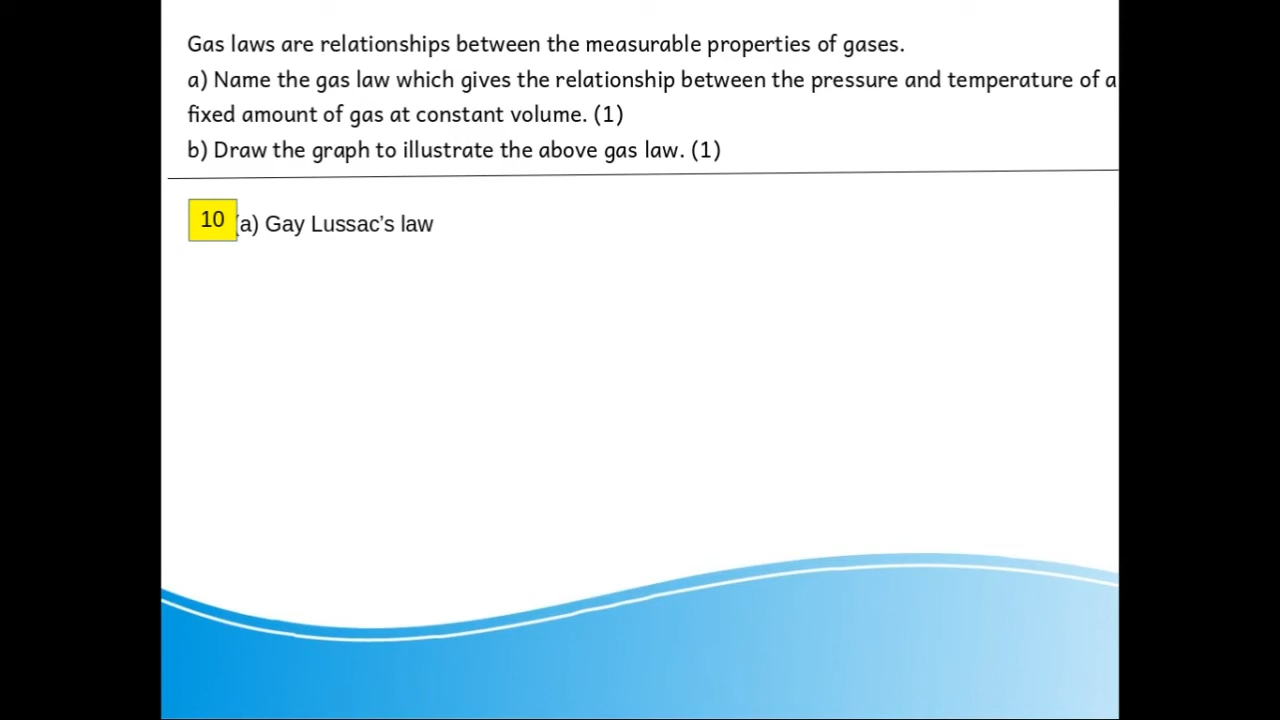 Gas laws are relationships between the measurable properties of gases.
a) Name the gas law which gives the relationship between the pressure and temperature of a
fixed amount of gas at constant volume. (1)
b) Draw the graph to illustrate the above gas law. (1)
10 (a) Gay Lussac’s law